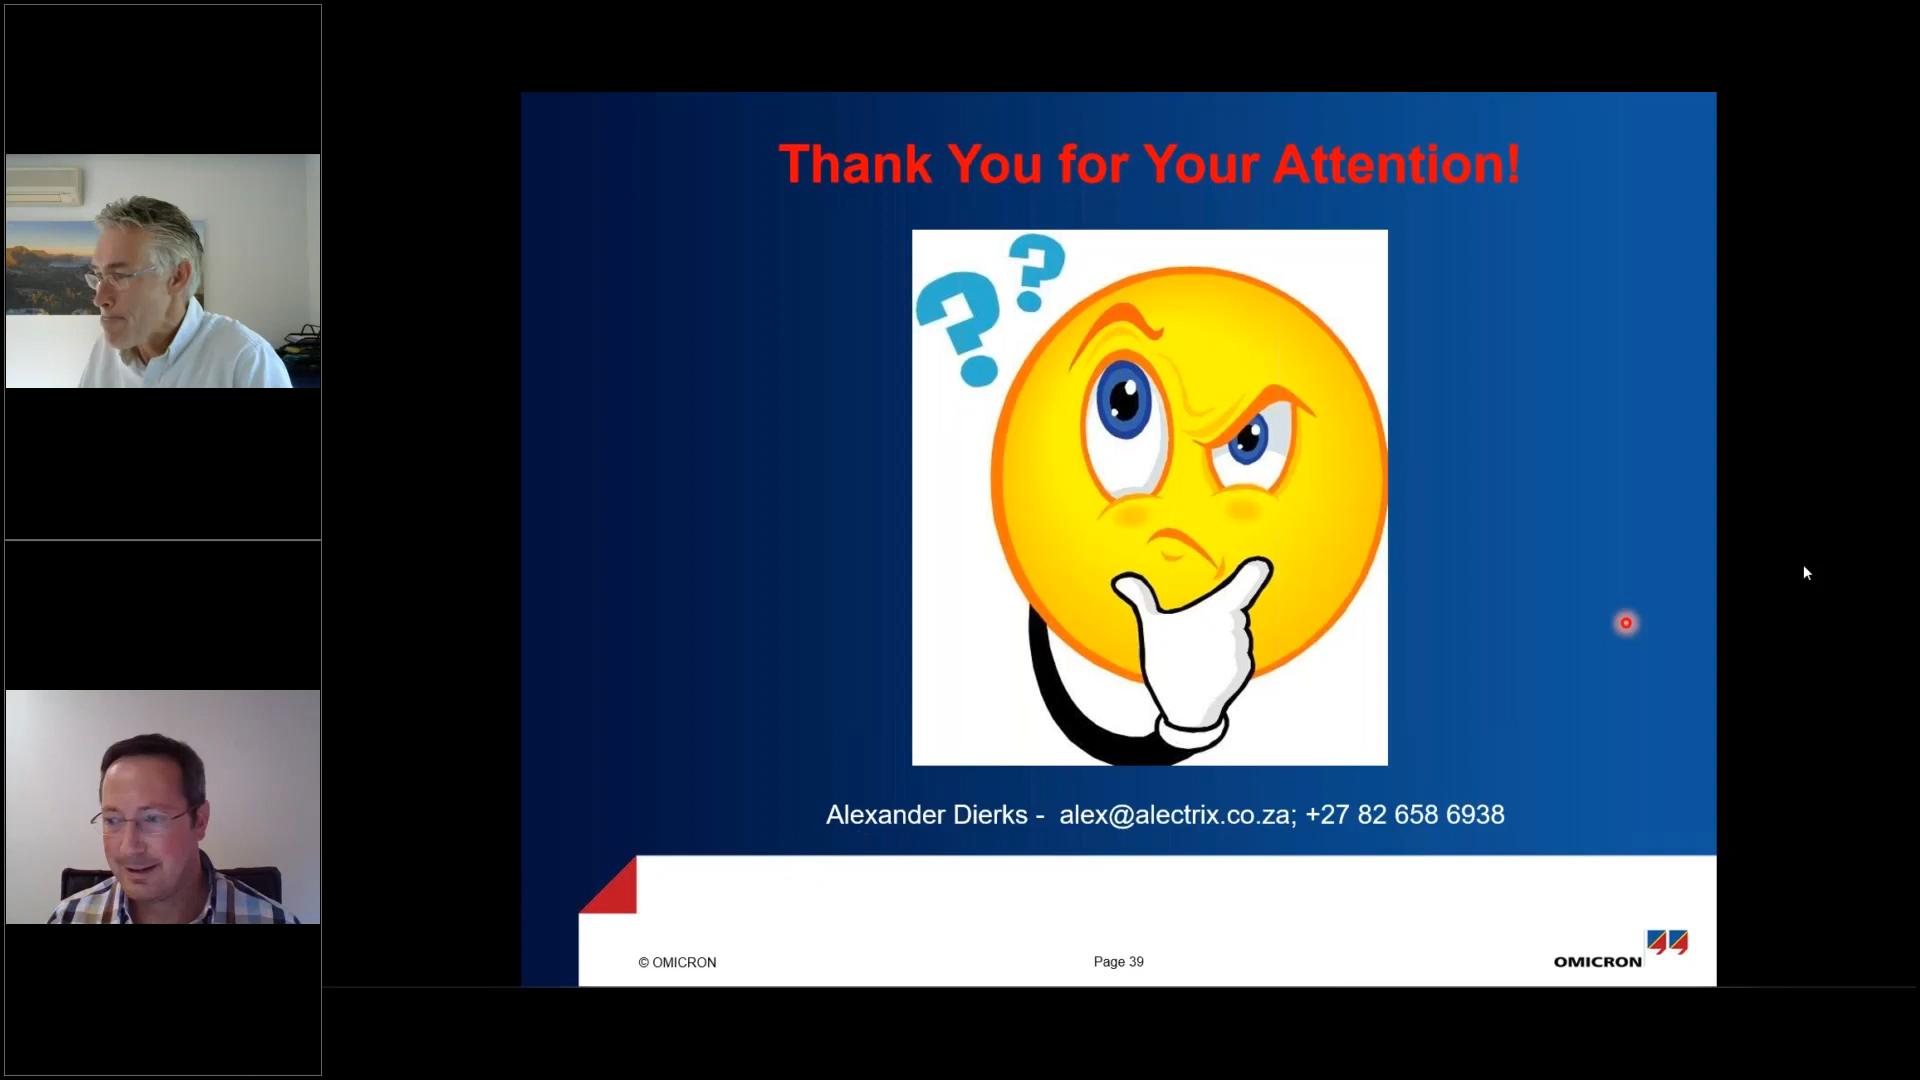 Thank You for Your Attention!
? ?
Alexander Dierks - alex@alectrix.co.za; +27 82 658 6938
© OMICRON
Page 39
OMICRON